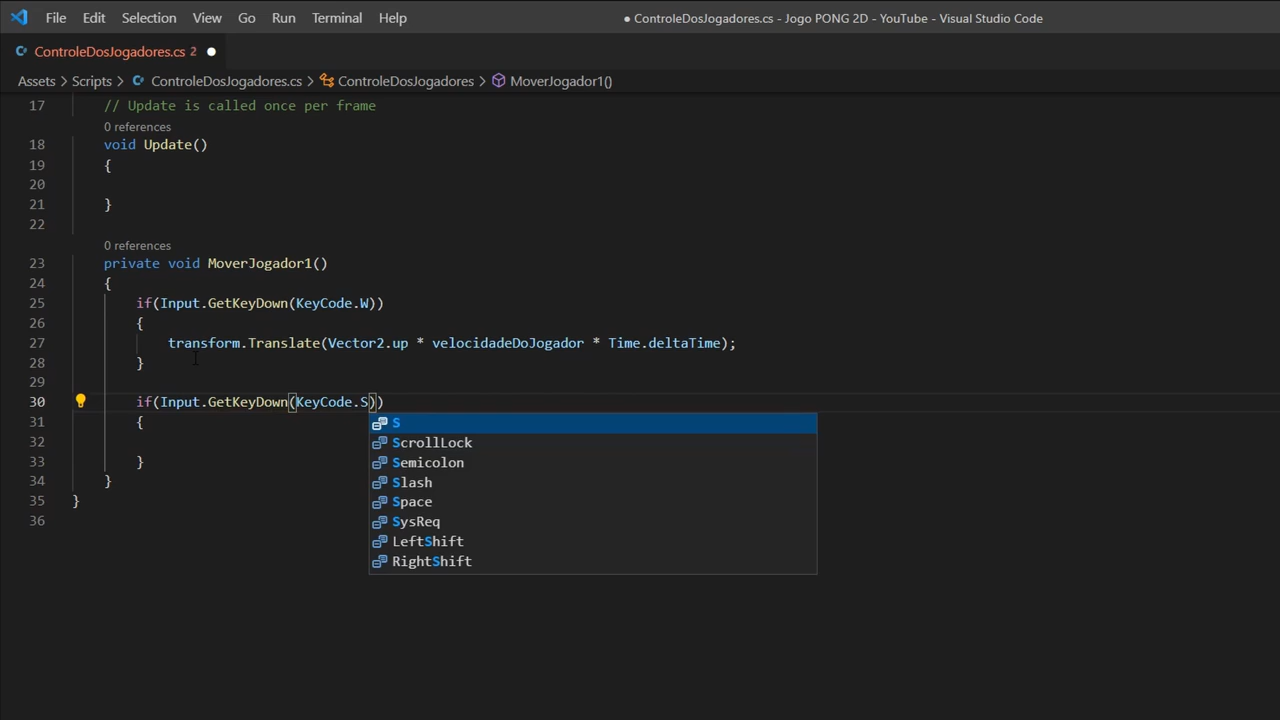 File Edit Selection View Go Run Terminal Help ● ControleDosJogadores.cs - Jogo PONG 2D - YouTube - Visual Studio Code
ControleDosJogadores.cs 2 ●
Assets > Scripts > ControleDosJogadores.cs > ControleDosJogadores > MoverJogador1()
17 // Update is called once per frame
0 references
18 void Update()
19 {
20
21 }
22
0 references
23 private void MoverJogador1()
24 {
25 if(Input.GetKeyDown(KeyCode.W))
26 {
27 transform.Translate(Vector2.up * velocidadeDoJogador * Time.deltaTime);
28 }
29
30 if(Input.GetKeyDown(KeyCode.S))
31 {
S
32
ScrollLock
33 }
Semicolon
34 }
Slash
35 }
Space
36
SysReq
LeftShift
RightShift